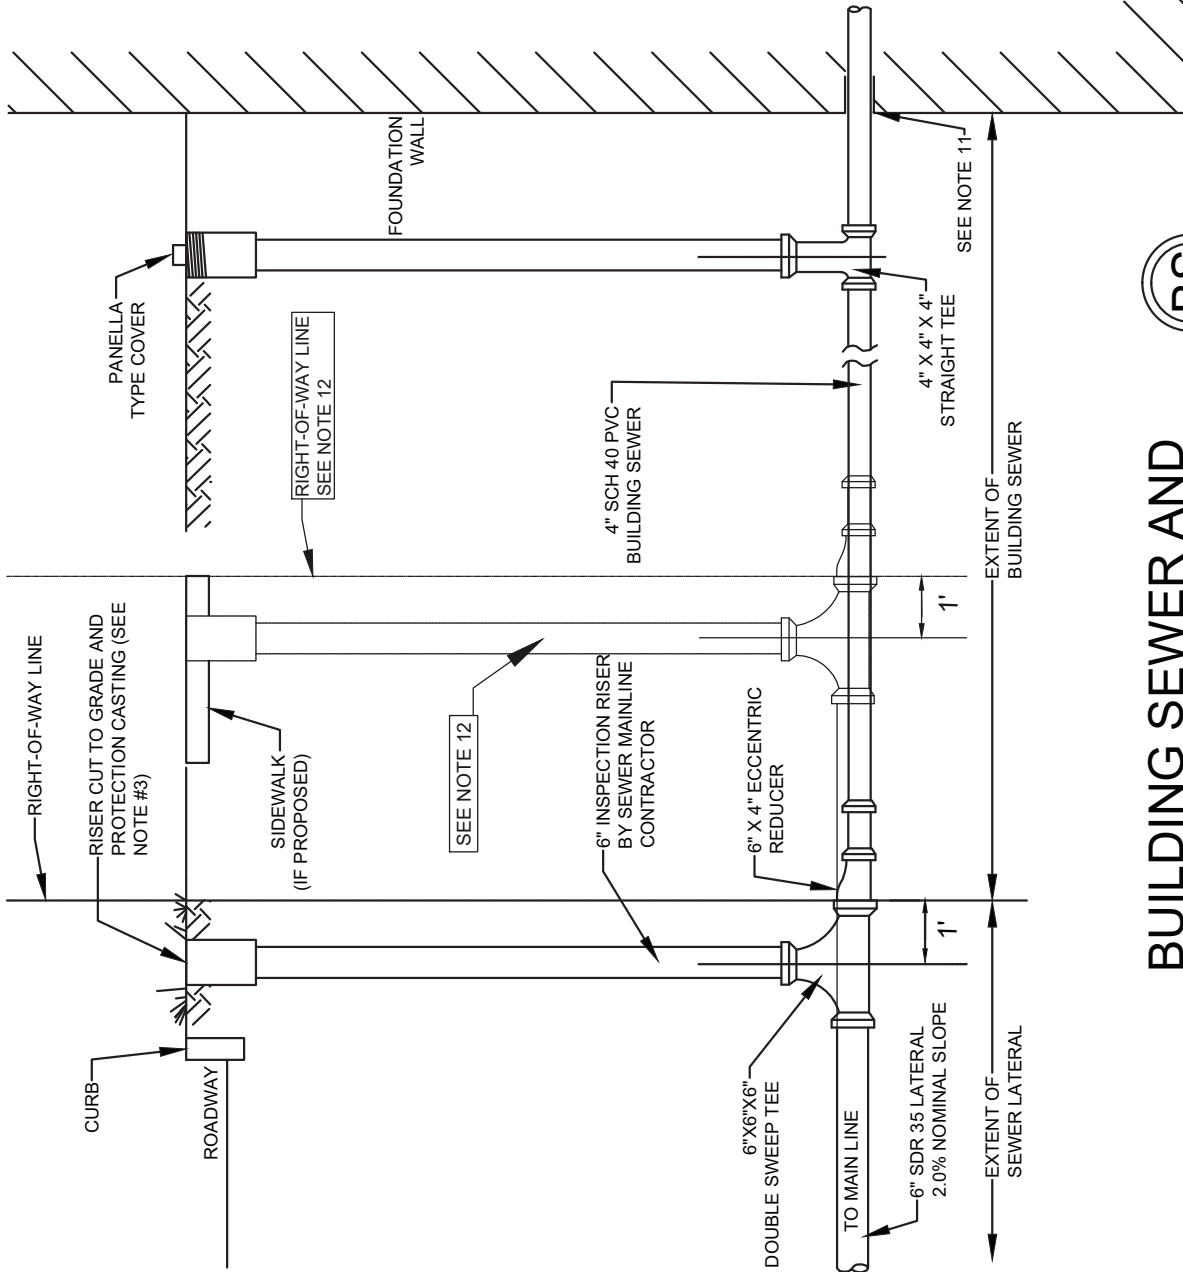 PANELLA
TYPE COVER
FOUNDATION
WALL
RIGHT-OF-WAY LINE
SEE NOTE 12
RIGHT-OF-WAY LINE
RISER CUT TO GRADE AND
PROTECTION CASTING (SEE
NOTE #3)
SIDEWALK
(IF PROPOSED)
CURB
ROADWAY
SEE NOTE 12
6" INSPECTION RISER
BY SEWER MAINLINE
CONTRACTOR
4" SCH 40 PVC
BUILDING SEWER
SEE NOTE 11
4" X 4" X 4"
STRAIGHT TEE
6" X 4" ECCENTRIC
REDUCER
6"X6"X6"
DOUBLE SWEEP TEE
TO MAIN LINE
6" SDR 35 LATERAL
2.0% NOMINAL SLOPE
1'
1'
EXTENT OF
BUILDING SEWER
EXTENT OF
SEWER LATERAL
BUILDING SEWER AND